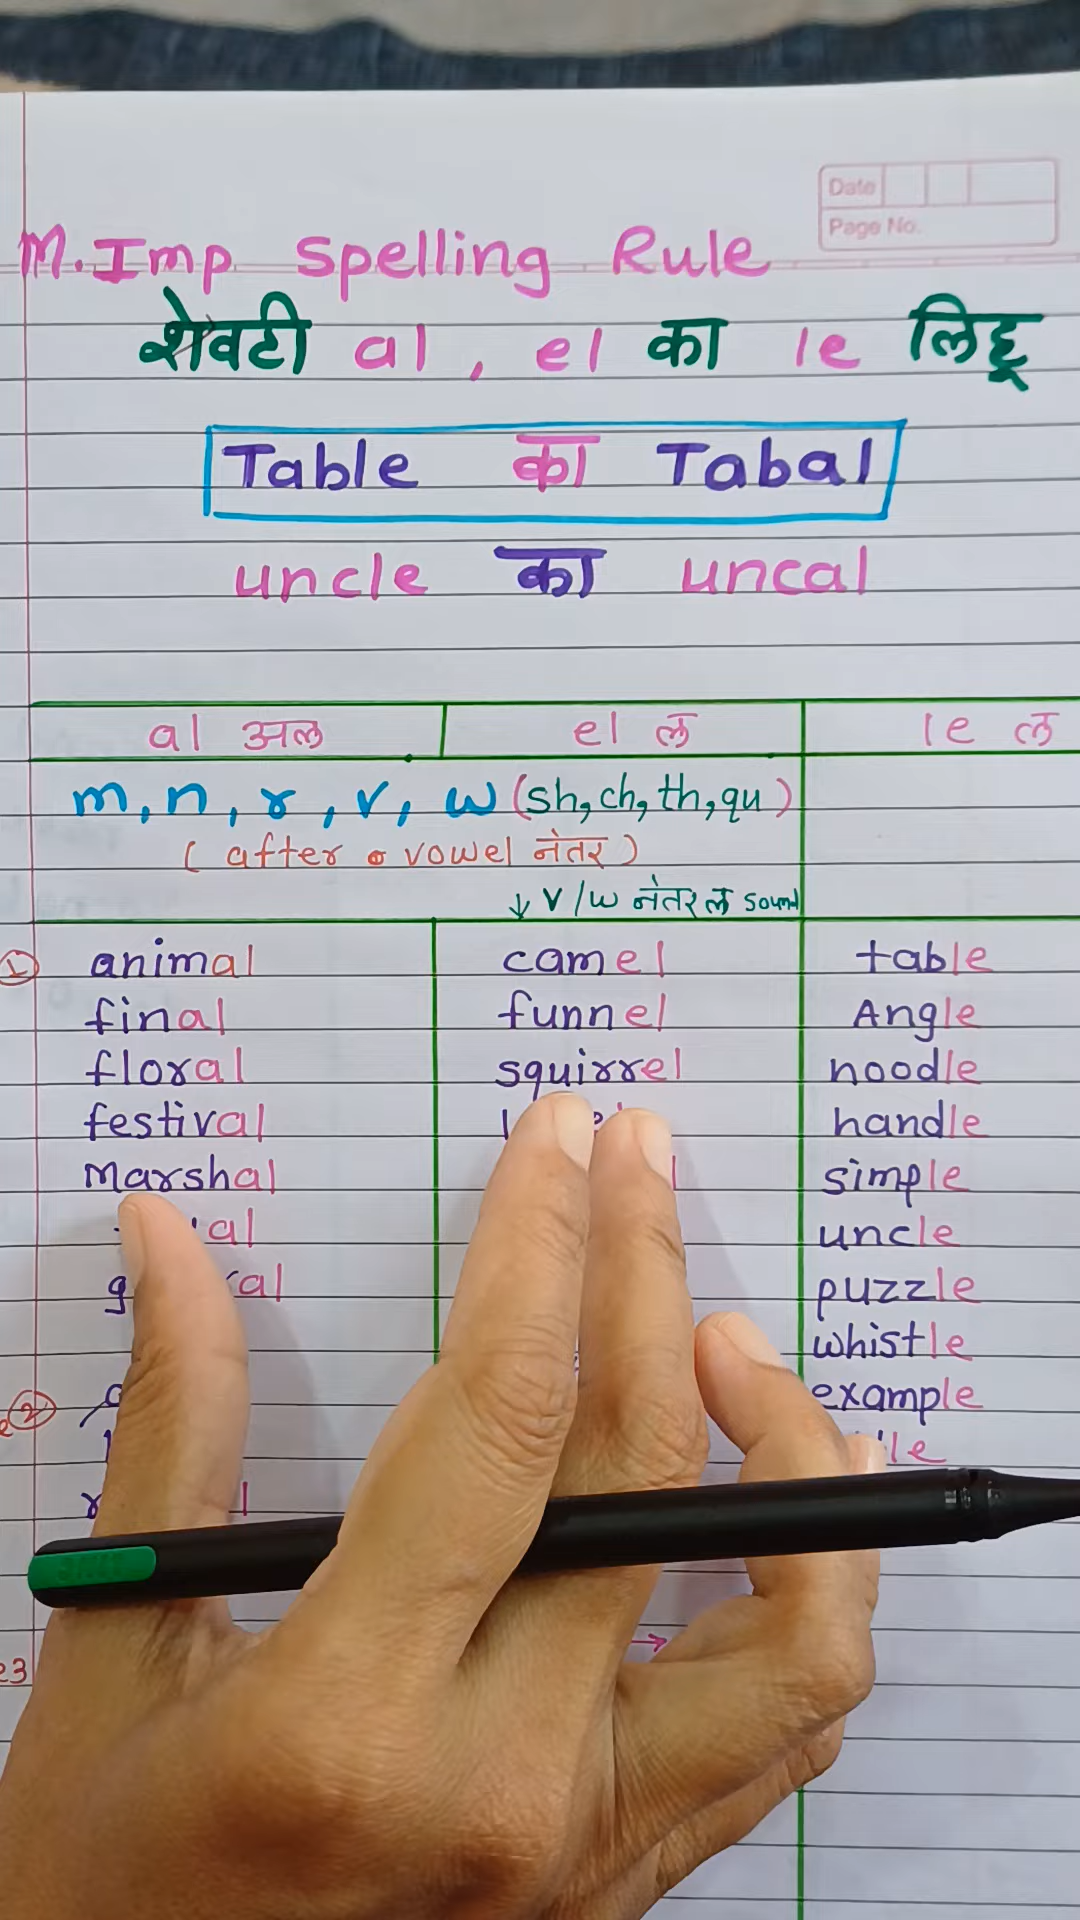 Date
Page No.
M. Imp. Spelling Rule
शेवटी al, el का le लिहू
Table का Tabal
uncle का uncal
al अल el ल le ल
m, n, r, v, w (sh, ch, th, qu)
( after vowel नंतर )
↓ v/w नंतर ल sound
① animal camel table
final funnel Angle
floral squirrel noodle
festival handle
Marshal simple
uncle
puzzle
whistle
② example